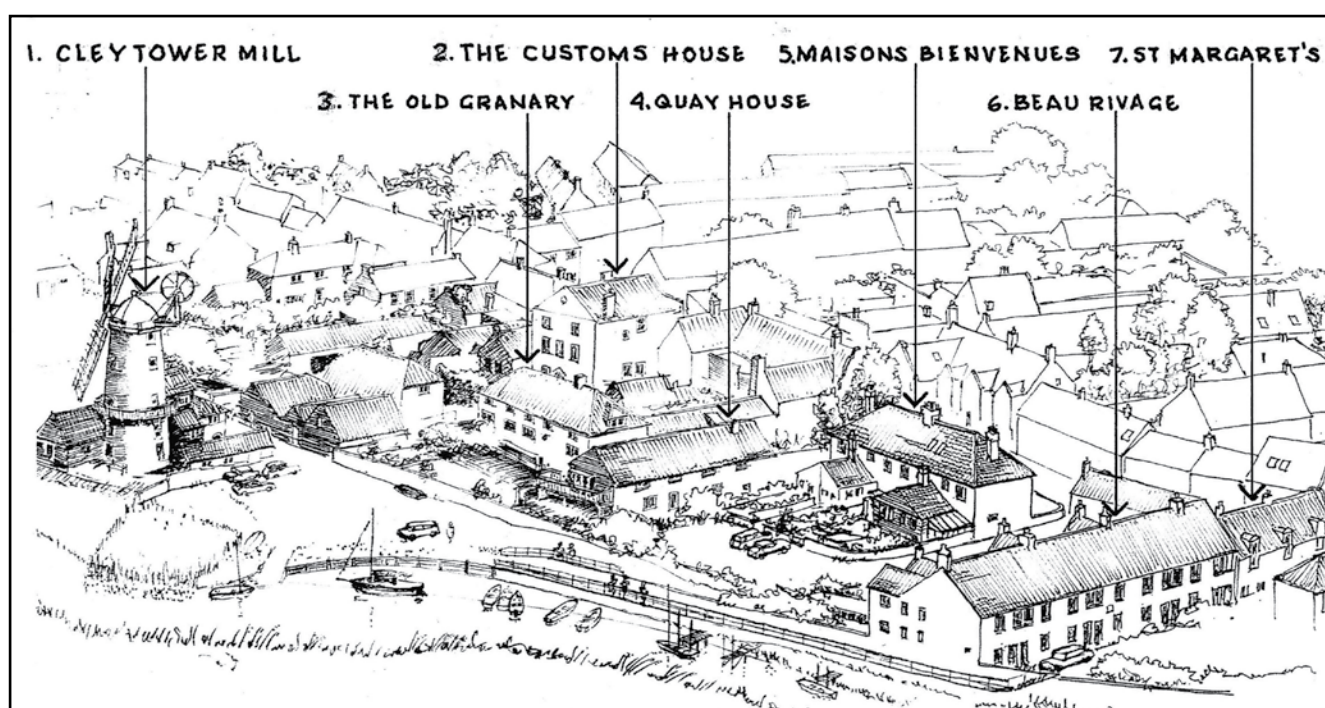 1. CLEY TOWER MILL
2. THE CUSTOMS HOUSE
5. MAISONS BIENVENUES
7. ST MARGARET'S
3. THE OLD GRANARY
4. QUAY HOUSE
6. BEAU RIVAGE